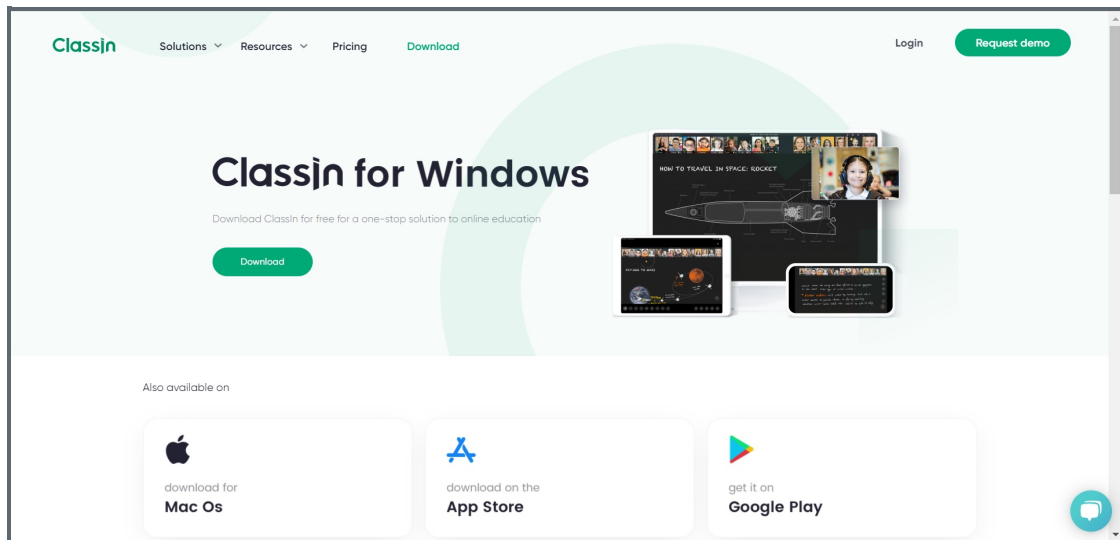 Classin
Solutions
Resources
Pricing
Download
Login
Request demo
Classin for Windows
Download ClassIn for free for a one-stop solution to online education
Download
HOW TO TRAVEL IN SPACE: ROCKET
Also available on
download for
Mac Os
download on the
App Store
get it on
Google Play